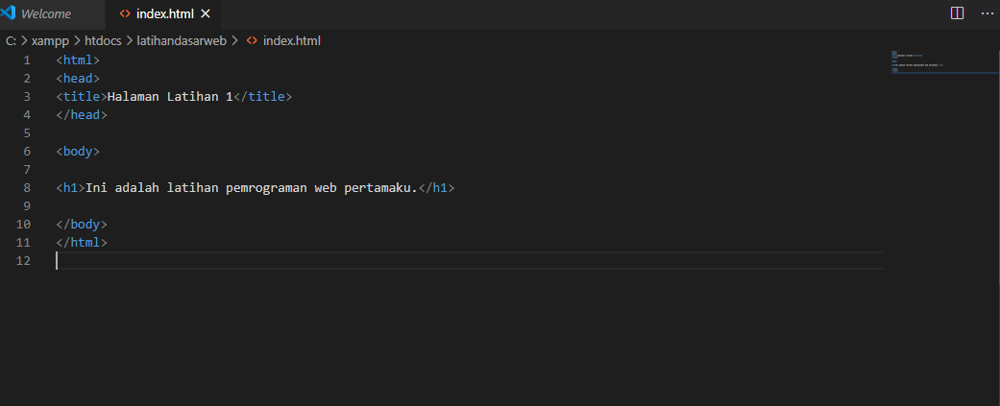 Welcome index.html
C: > xampp > htdocs > latihandasarweb > index.html
1 <html>
2 <head>
3 <title>Halaman Latihan 1</title>
4 </head>
5
6 <body>
7
8 <h1>Ini adalah latihan pemrograman web pertamaku.</h1>
9
10 </body>
11 </html>
12